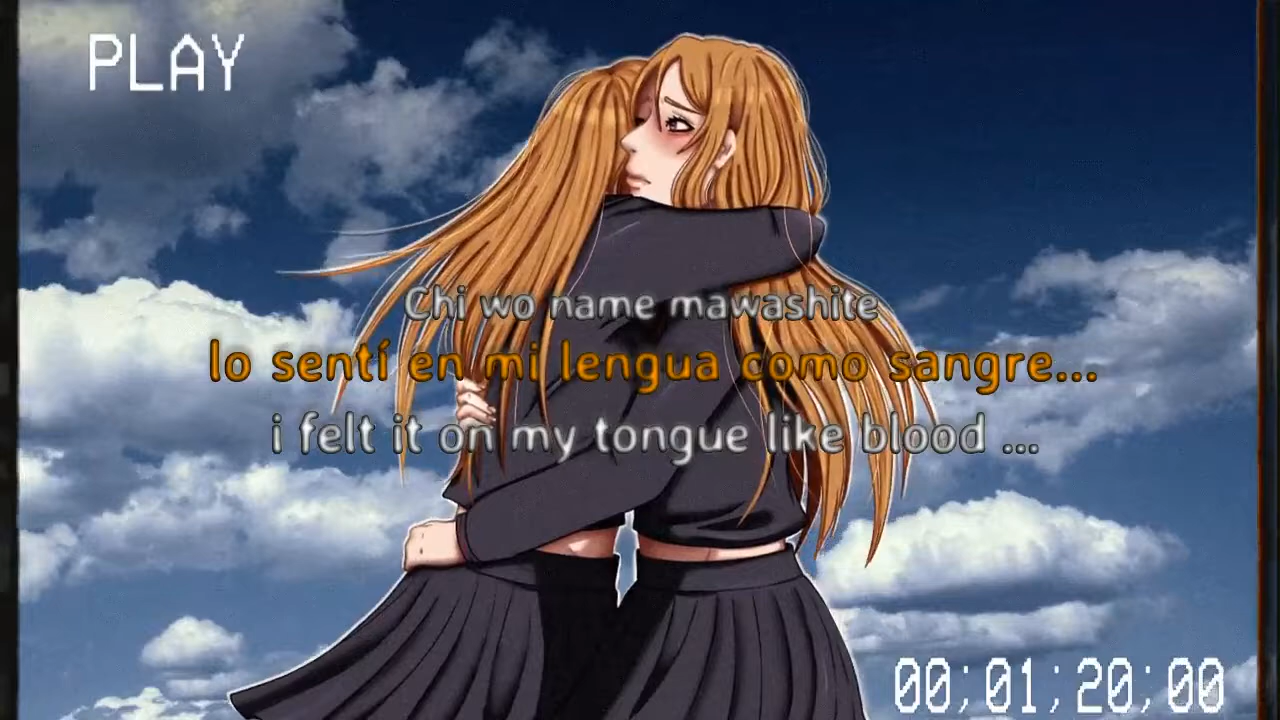 PLAY
Chi wo name mawashite
lo sentí en mi lengua como sangre...
i felt it on my tongue like blood ...
00;01;20;00